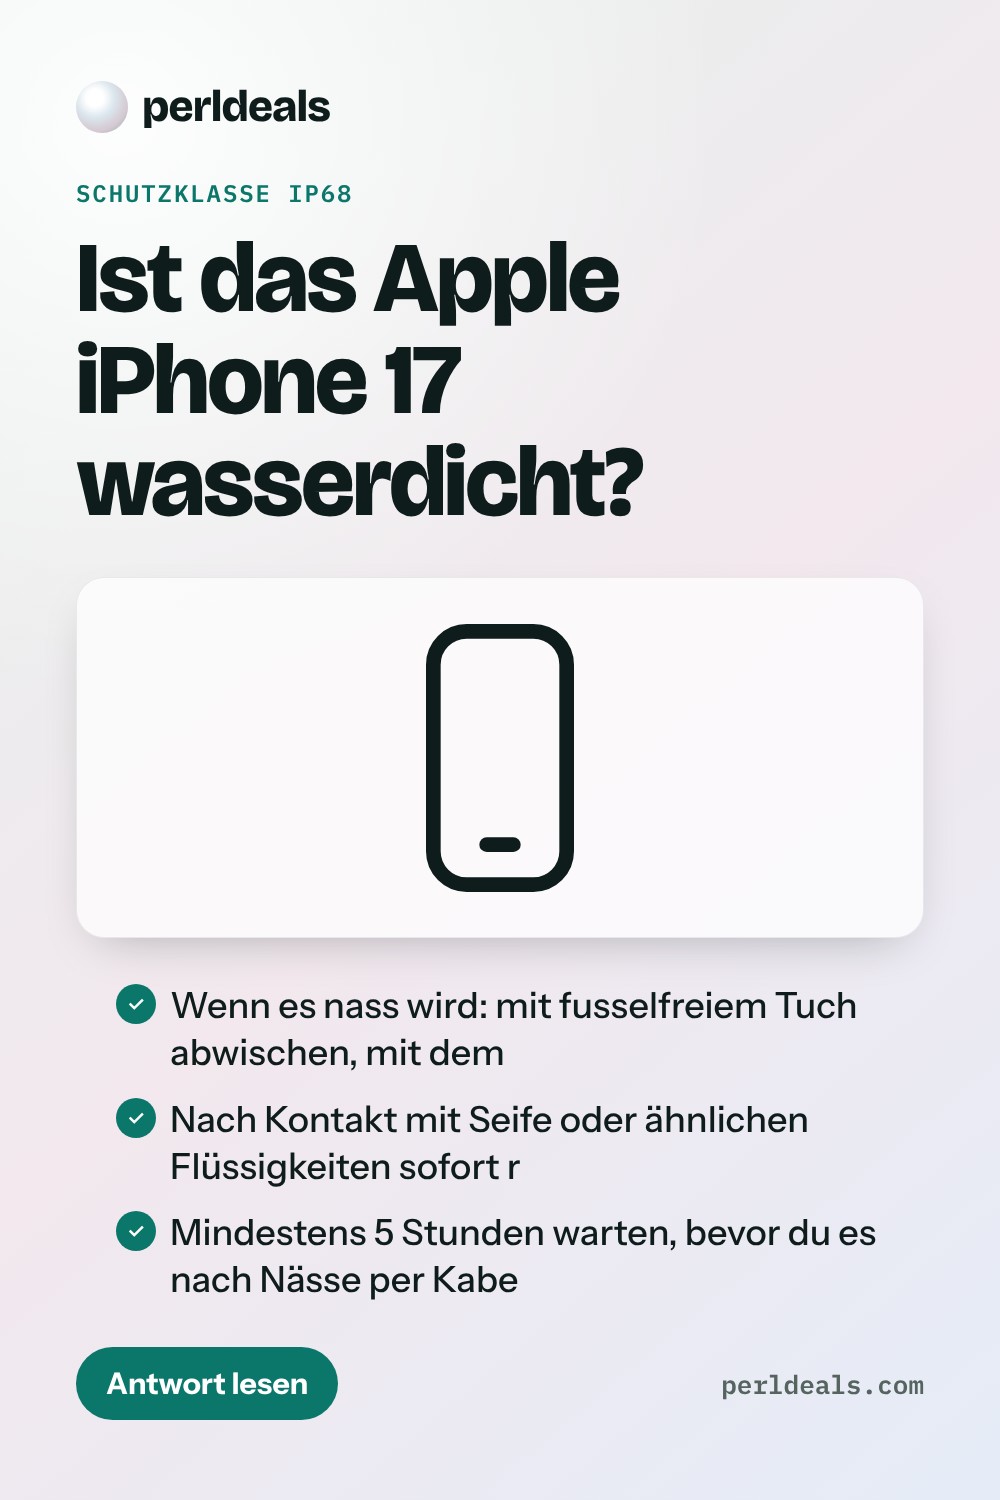 perldeals
SCHUTZKLASSE IP68
Ist das Apple
iPhone 17
wasserdicht?
Wenn es nass wird: mit fusselfreiem Tuch
abwischen, mit dem
Nach Kontakt mit Seife oder ähnlichen
Flüssigkeiten sofort r
Mindestens 5 Stunden warten, bevor du es
nach Nässe per Kabe
Antwort lesen
perldeals.com